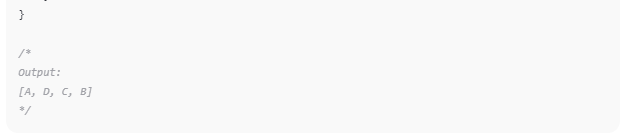 }
/*
Output:
[A, D, C, B]
*/